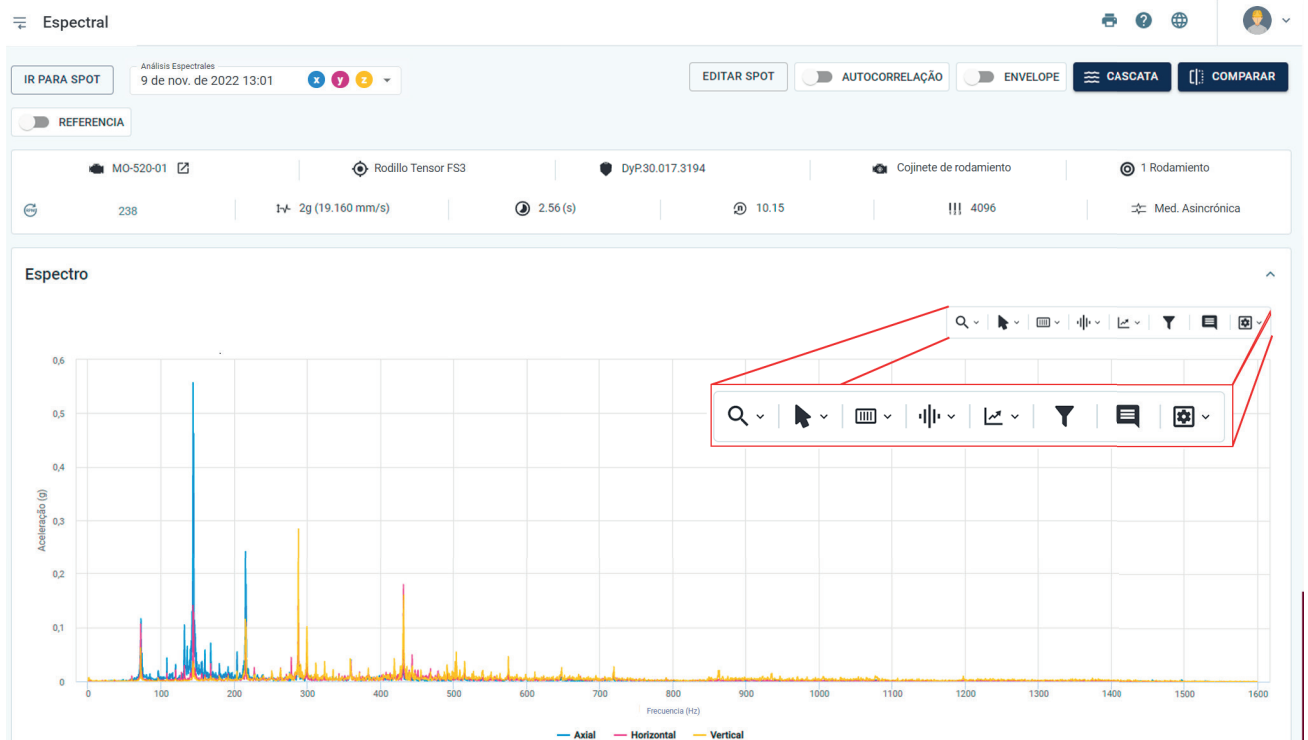 Espectral
IR PARA SPOT
Análisis Espectrales
9 de nov. de 2022 13:01
x y z
EDITAR SPOT
AUTOCORRELAÇÃO
ENVELOPE
CASCATA
COMPARAR
REFERENCIA
MO-520-01
Rodillo Tensor FS3
DyP.30.017.3194
Cojinete de rodamiento
1 Rodamiento
RPM
238
2g (19.160 mm/s)
2.56 (s)
n
10.15
4096
Med. Asincrónica
Espectro
0,6
0,5
0,4
0,3
0,2
0,1
0
Aceleração (g)
0 100 200 300 400 500 600 700 800 900 1000 1100 1200 1300 1400 1500 1600
Frecuencia (Hz)
Axial Horizontal Vertical